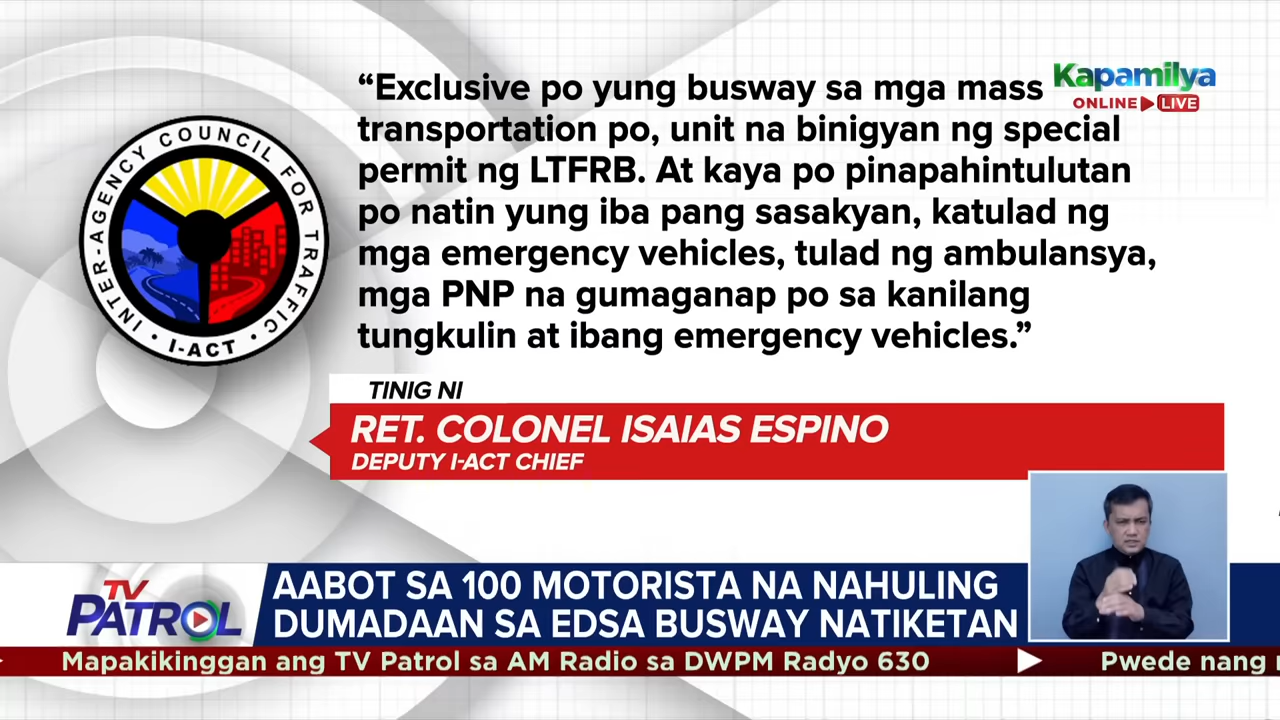 “Exclusive po yung busway sa mga mass
transportation po, unit na binigyan ng special
permit ng LTFRB. At kaya po pinapahintulutan
po natin yung iba pang sasakyan, katulad ng
mga emergency vehicles, tulad ng ambulansya,
mga PNP na gumaganap po sa kanilang
tungkulin at ibang emergency vehicles.”
Kapamilya
ONLINE LIVE
INTER-AGENCY COUNCIL FOR TRAFFIC
I-ACT
TINIG NI
RET. COLONEL ISAIAS ESPINO
DEPUTY I-ACT CHIEF
TV PATROL
AABOT SA 100 MOTORISTA NA NAHULING
DUMADAAN SA EDSA BUSWAY NATIKETAN
Mapakikinggan ang TV Patrol sa AM Radio sa DWPM Radyo 630
Pwede nang